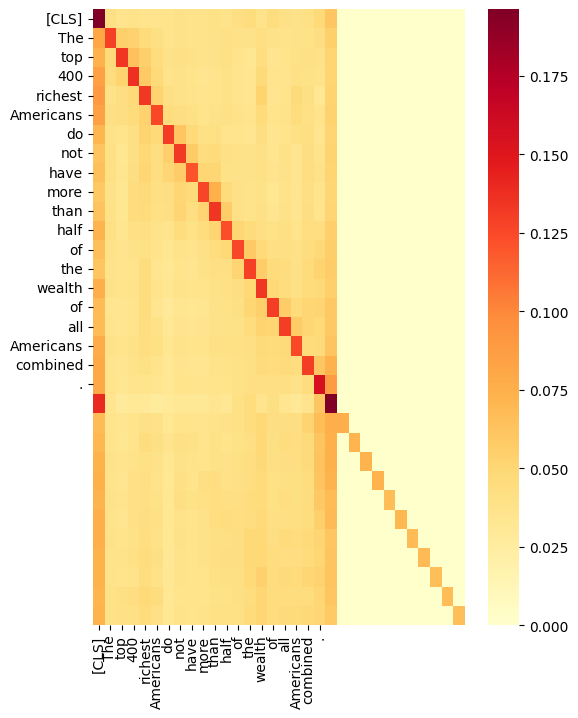 [CLS]
The
top
400
richest
Americans
do
not
have
more
than
half
of
the
wealth
of
all
Americans
combined
.
0.175
0.150
0.125
0.100
0.075
0.050
0.025
0.000
[CLS]
The
top
400
richest
Americans
do
not
have
more
than
half
of
the
wealth
of
all
Americans
combined
.